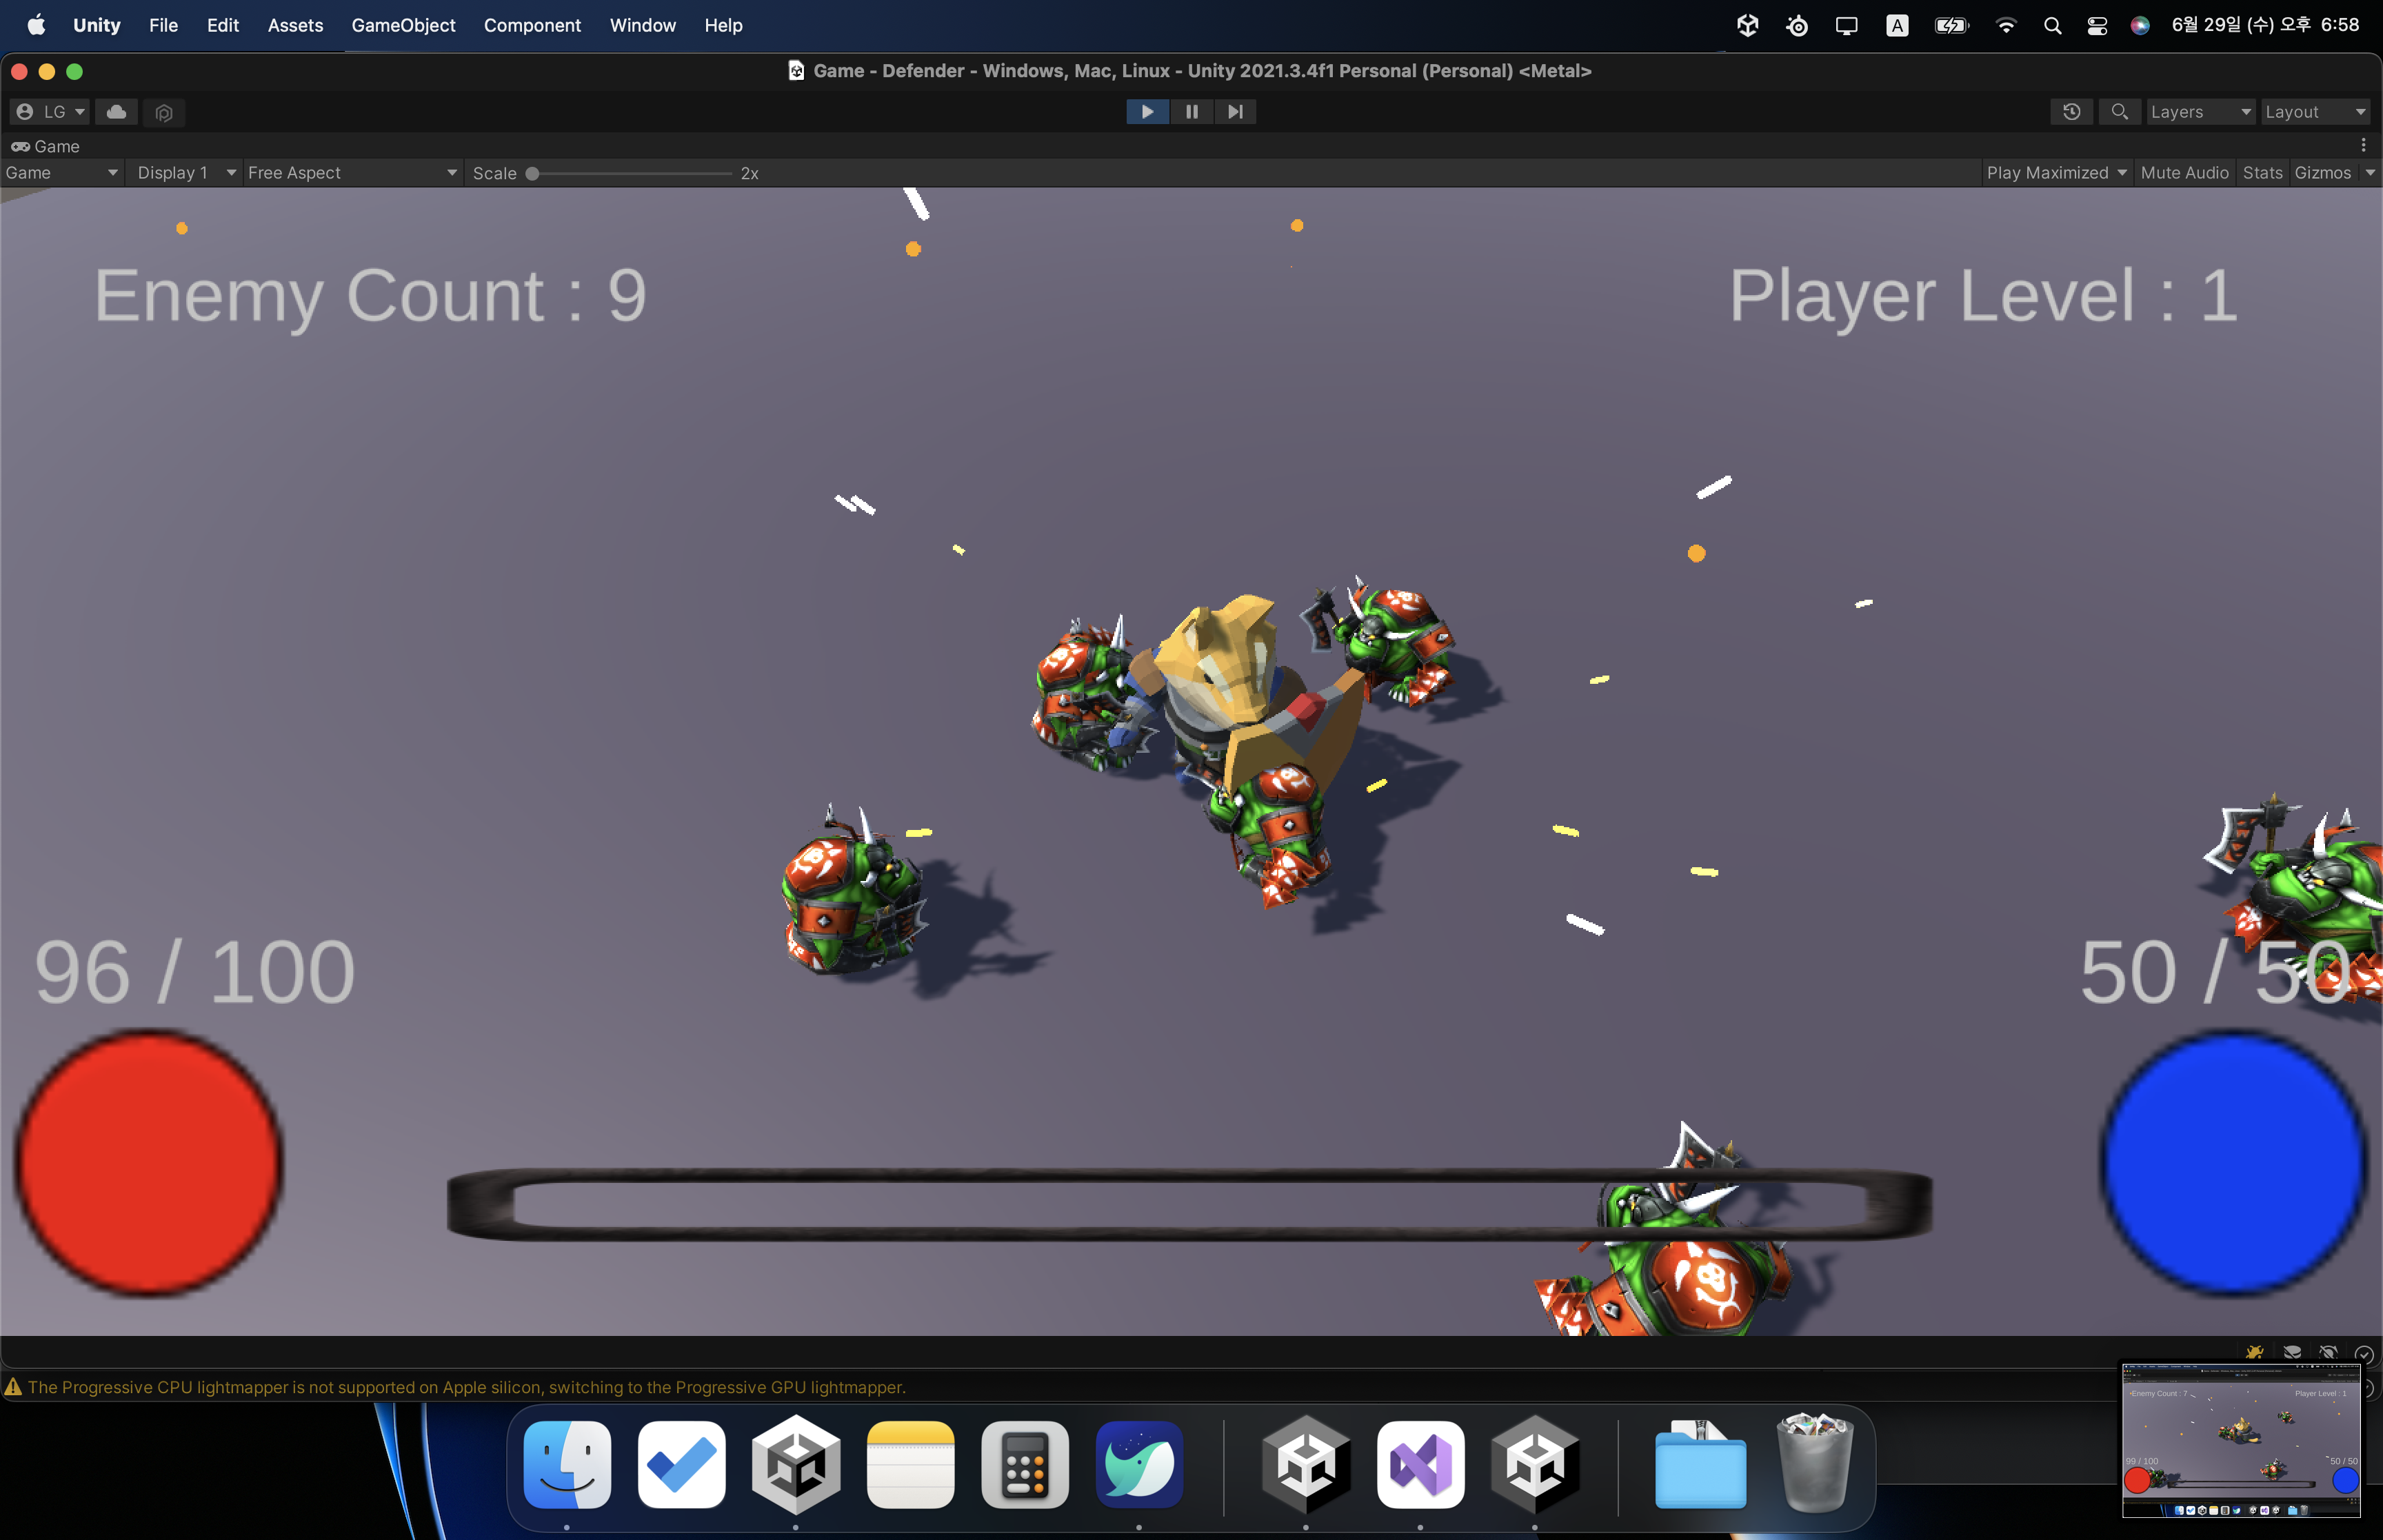 Unity File Edit Assets GameObject Component Window Help A 6월 29일 (수) 오후 6:58
Game - Defender - Windows, Mac, Linux - Unity 2021.3.4f1 Personal (Personal) <Metal>
LG Layers Layout
Game
Game Display 1 Free Aspect Scale 2x Play Maximized Mute Audio Stats Gizmos
Enemy Count : 9 Player Level : 1
96 / 100 50 / 50
The Progressive CPU lightmapper is not supported on Apple silicon, switching to the Progressive GPU lightmapper.
Enemy Count : 7 Player Level : 1
99 / 100 50 / 50